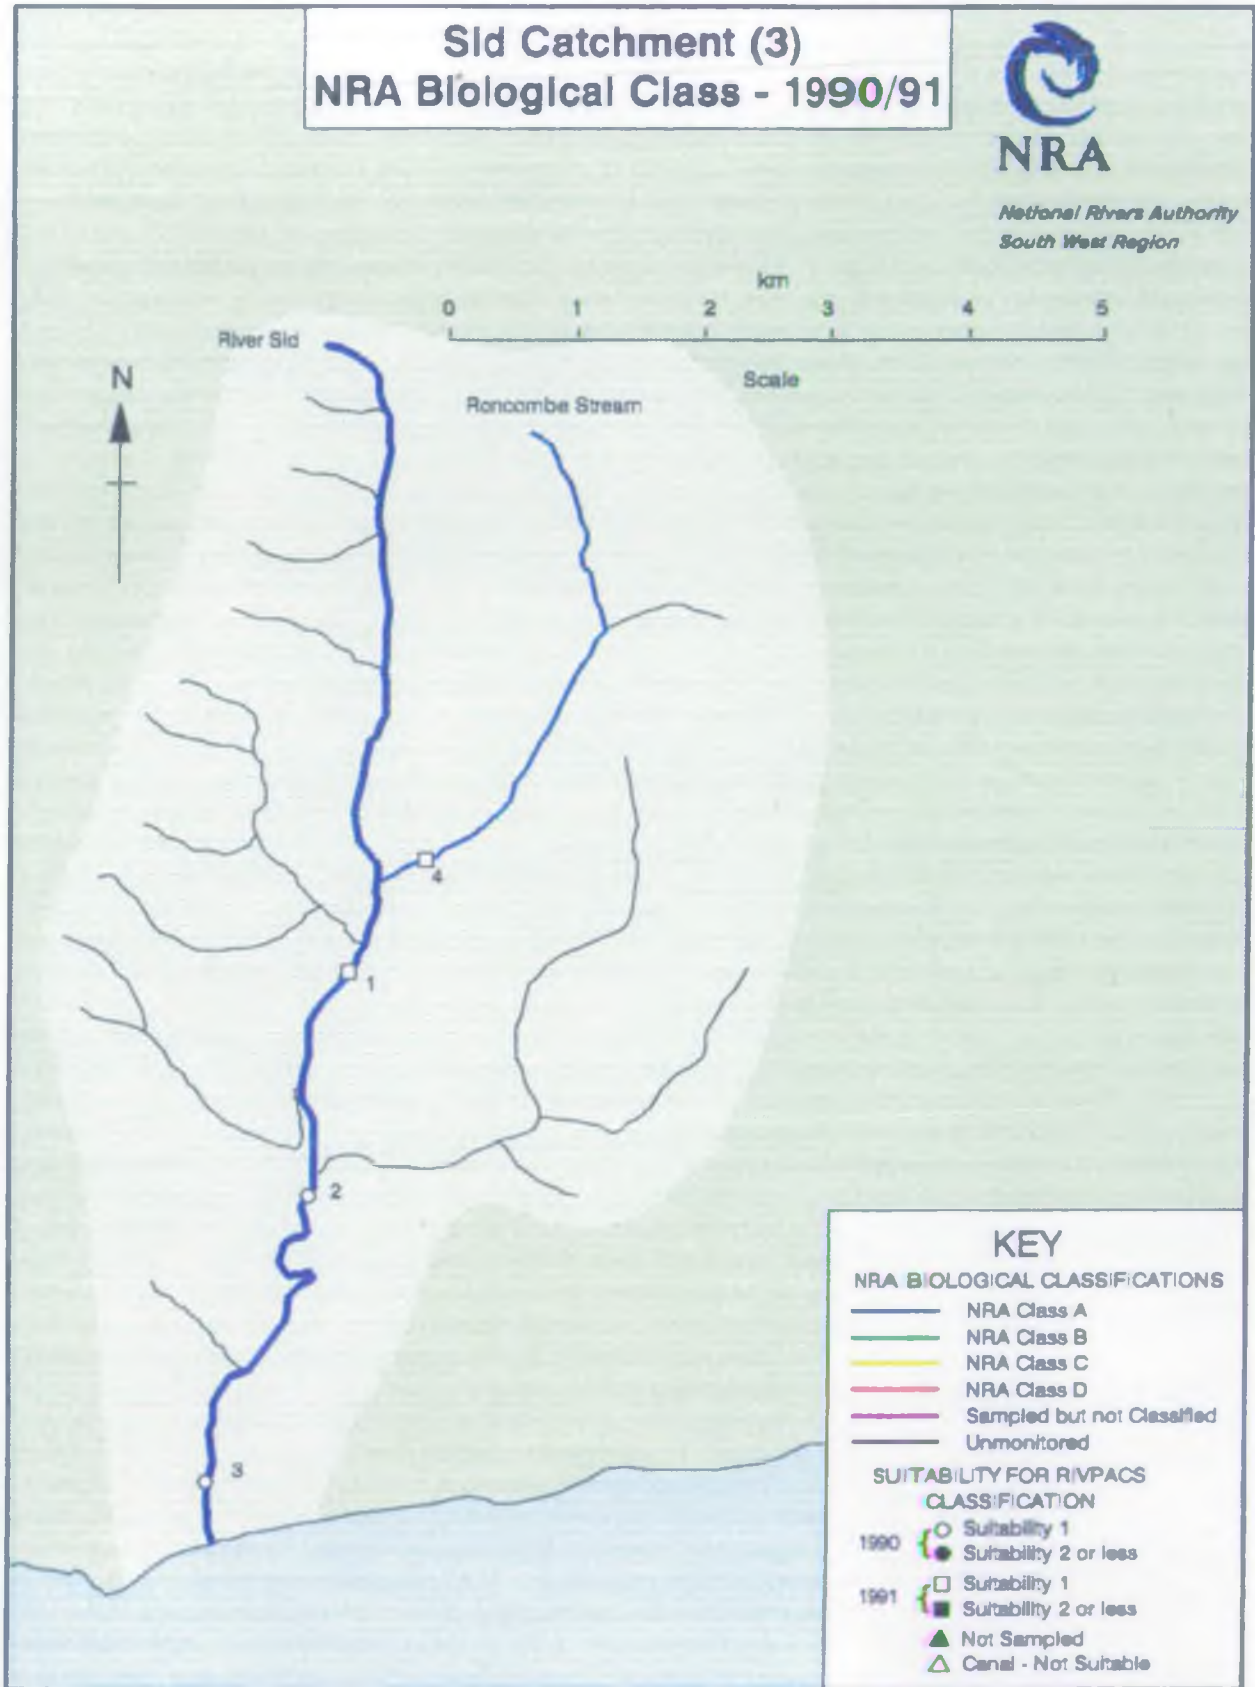 Sid Catchment (3)
NRA Biological Class - 1990/91
NRA
National Rivers Authority
South West Region
km
0 1 2 3 4 5
Scale
River Sid
Roncombe Stream
N
4
1
2
3
KEY
NRA BIOLOGICAL CLASSIFICATIONS
NRA Class A
NRA Class B
NRA Class C
NRA Class D
Sampled but not Classified
Unmonitored
SUITABILITY FOR RIVPACS
CLASSIFICATION
1990 { Suitability 1
Suitability 2 or less
1991 { Suitability 1
Suitability 2 or less
Not Sampled
Canal - Not Suitable